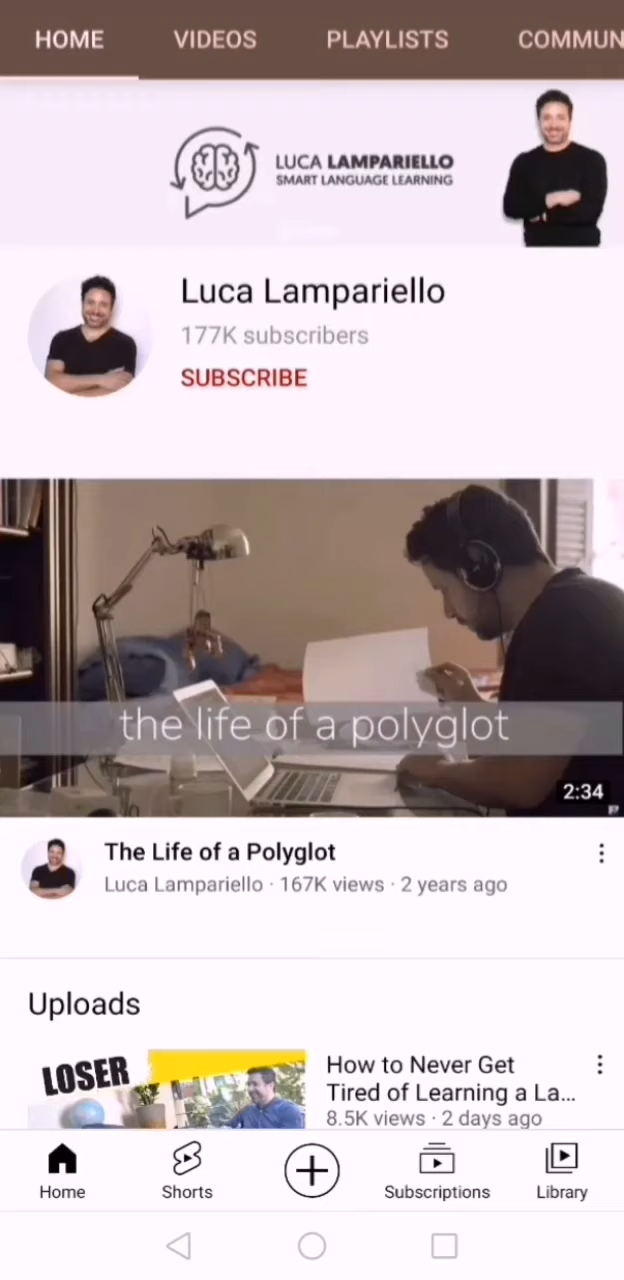 HOME VIDEOS PLAYLISTS COMMUN
LUCA LAMPARIELLO
SMART LANGUAGE LEARNING
Luca Lampariello
177K subscribers
SUBSCRIBE
the life of a polyglot
2:34
The Life of a Polyglot
Luca Lampariello · 167K views · 2 years ago
Uploads
LOSER
How to Never Get
Tired of Learning a La...
8.5K views · 2 days ago
Home Shorts Subscriptions Library